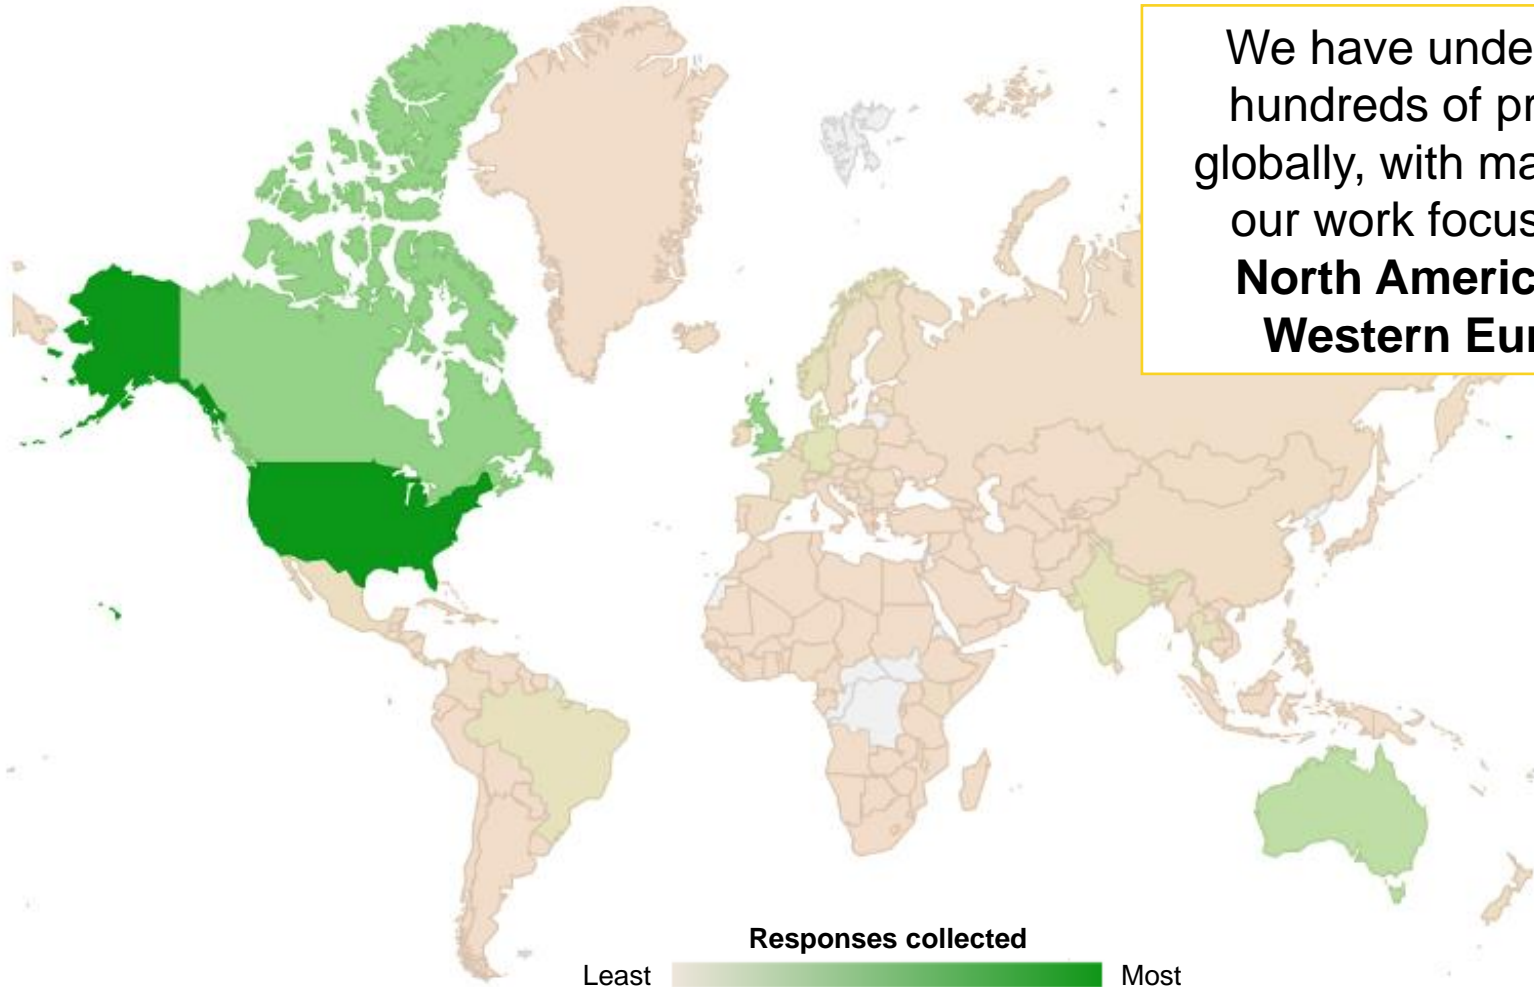 We have unde
hundreds of pr
globally, with ma
our work focus
North Americ
Western Eur
Responses collected
Least
Most